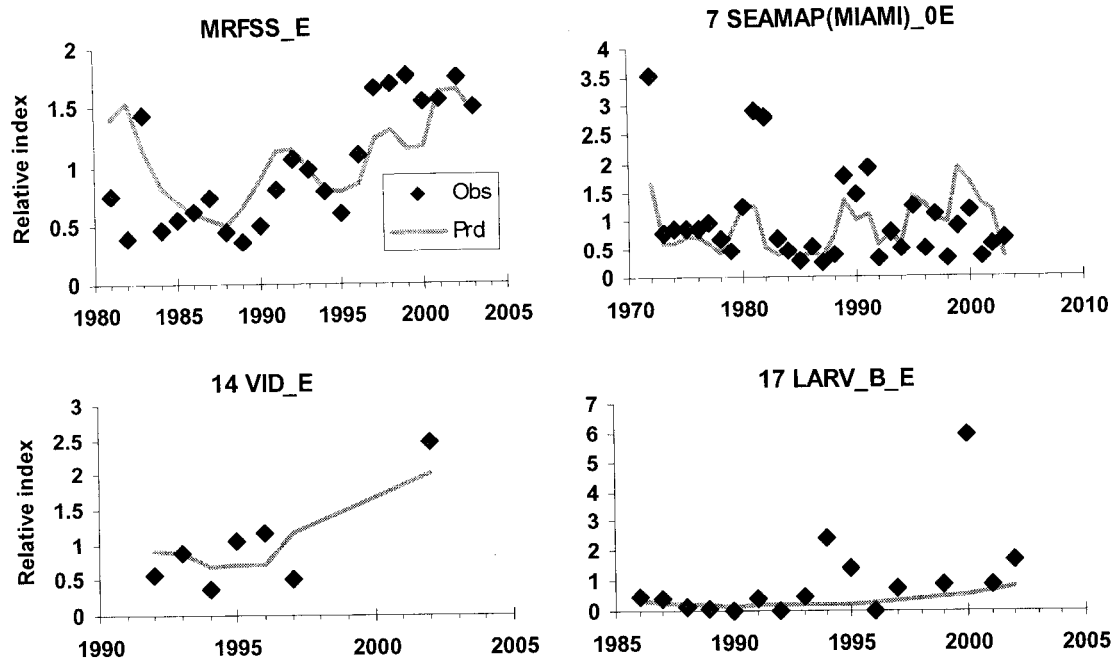 MRFSS_E
Relative index
2
1.5
1
0.5
0
1980 1985 1990 1995 2000 2005
Obs
Prd
7 SEAMAP(MIAMI)_0E
4
3.5
3
2.5
2
1.5
1
0.5
0
1970 1980 1990 2000 2010
14 VID_E
Relative index
3
2.5
2
1.5
1
0.5
0
1990 1995 2000 2005
17 LARV_B_E
7
6
5
4
3
2
1
0
1985 1990 1995 2000 2005